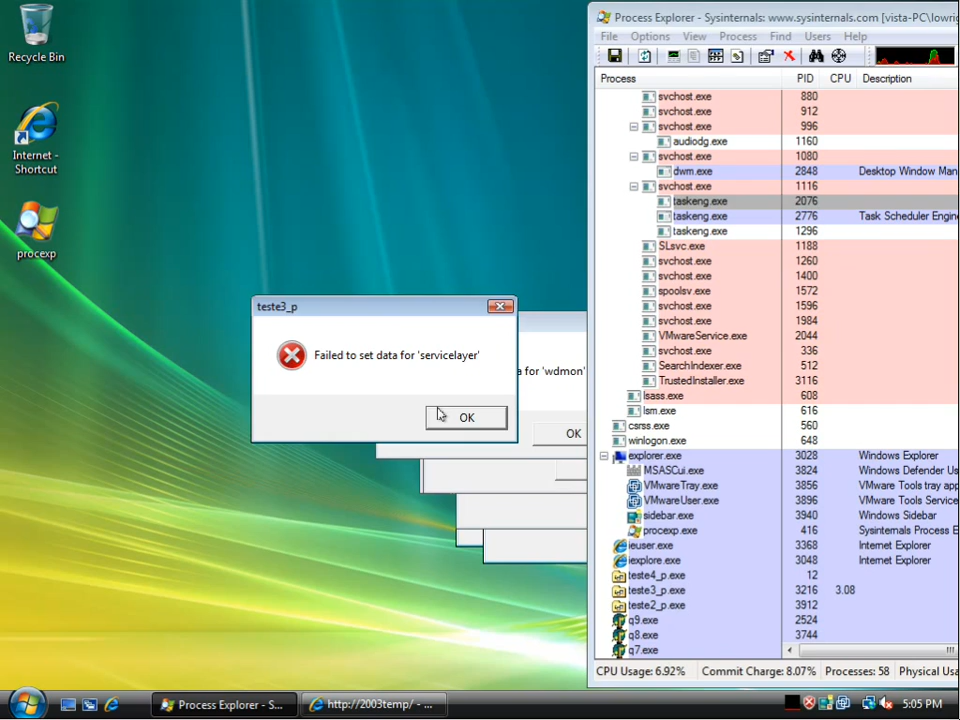 Recycle Bin
Internet -
Shortcut
procexp
teste3_p
Failed to set data for 'servicelayer'
OK
a for 'wdmon'
OK
Process Explorer - Sysinternals: www.sysinternals.com [vista-PC\lowri
File Options View Process Find Users Help
Process PID CPU Description
svchost.exe 880
svchost.exe 912
svchost.exe 996
audiodg.exe 1160
svchost.exe 1080
dwm.exe 2848 Desktop Window Man
svchost.exe 1116
taskeng.exe 2076
taskeng.exe 2776 Task Scheduler Engin
taskeng.exe 1296
SLsvc.exe 1188
svchost.exe 1260
svchost.exe 1400
spoolsv.exe 1572
svchost.exe 1596
svchost.exe 1984
VMwareService.exe 2044
svchost.exe 336
SearchIndexer.exe 512
TrustedInstaller.exe 3116
lsass.exe 608
lsm.exe 616
csrss.exe 560
winlogon.exe 648
explorer.exe 3028 Windows Explorer
MSASCui.exe 3824 Windows Defender Us
VMwareTray.exe 3856 VMware Tools tray app
VMwareUser.exe 3896 VMware Tools Service
sidebar.exe 3940 Windows Sidebar
procexp.exe 416 Sysinternals Process E
ieuser.exe 3368 Internet Explorer
iexplore.exe 3048 Internet Explorer
teste4_p.exe 12
teste3_p.exe 3216 3.08
teste2_p.exe 3912
q9.exe 2524
q8.exe 3744
q7.exe
CPU Usage: 6.92% Commit Charge: 8.07% Processes: 58 Physical Usa
Process Explorer - S...
http://2003temp/ - ...
5:05 PM